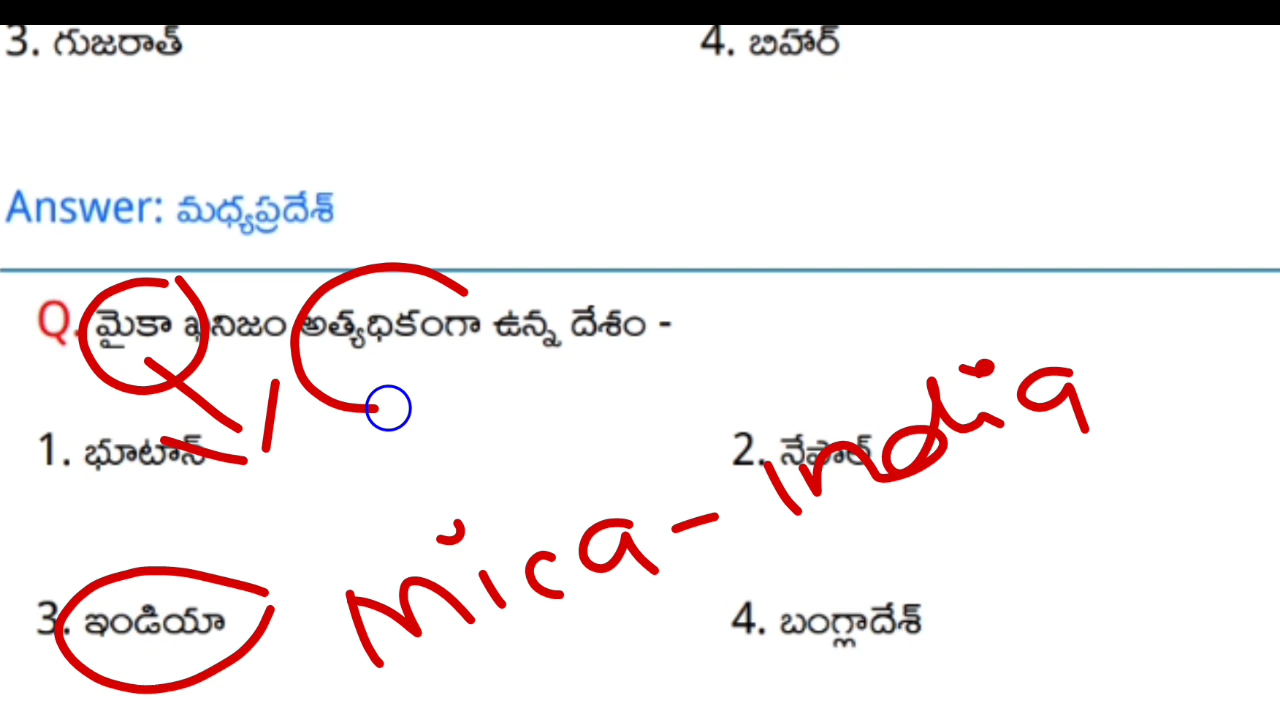 3. గుజరాత్ 4. బిహార్
Answer: మధ్యప్రదేశ్
Q. మైకా ఖనిజం అత్యధికంగా ఉన్న దేశం -
1. భూటాన్ 2. నేపాల్
Mica - India
3. ఇండియా 4. బంగ్లాదేశ్